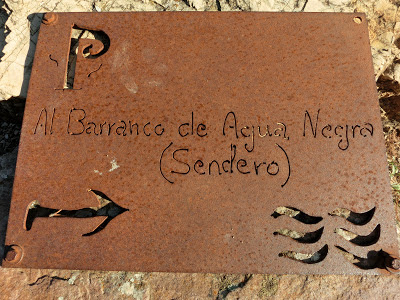 P
Al Barranco de Agua Negra
(Sendero)